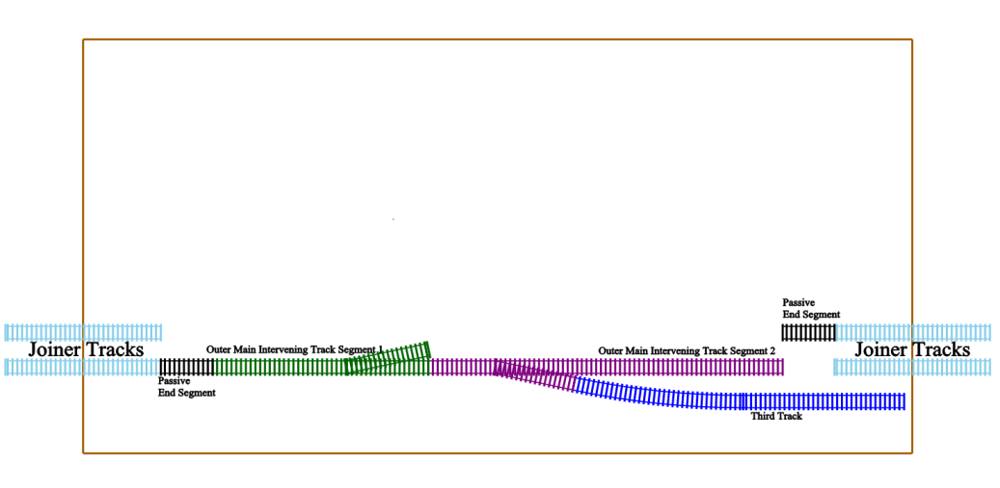 Passive
End Segment
Joiner Tracks
Outer Main Intervening Track Segment 1
Outer Main Intervening Track Segment 2
Joiner Tracks
Passive
End Segment
Third Track